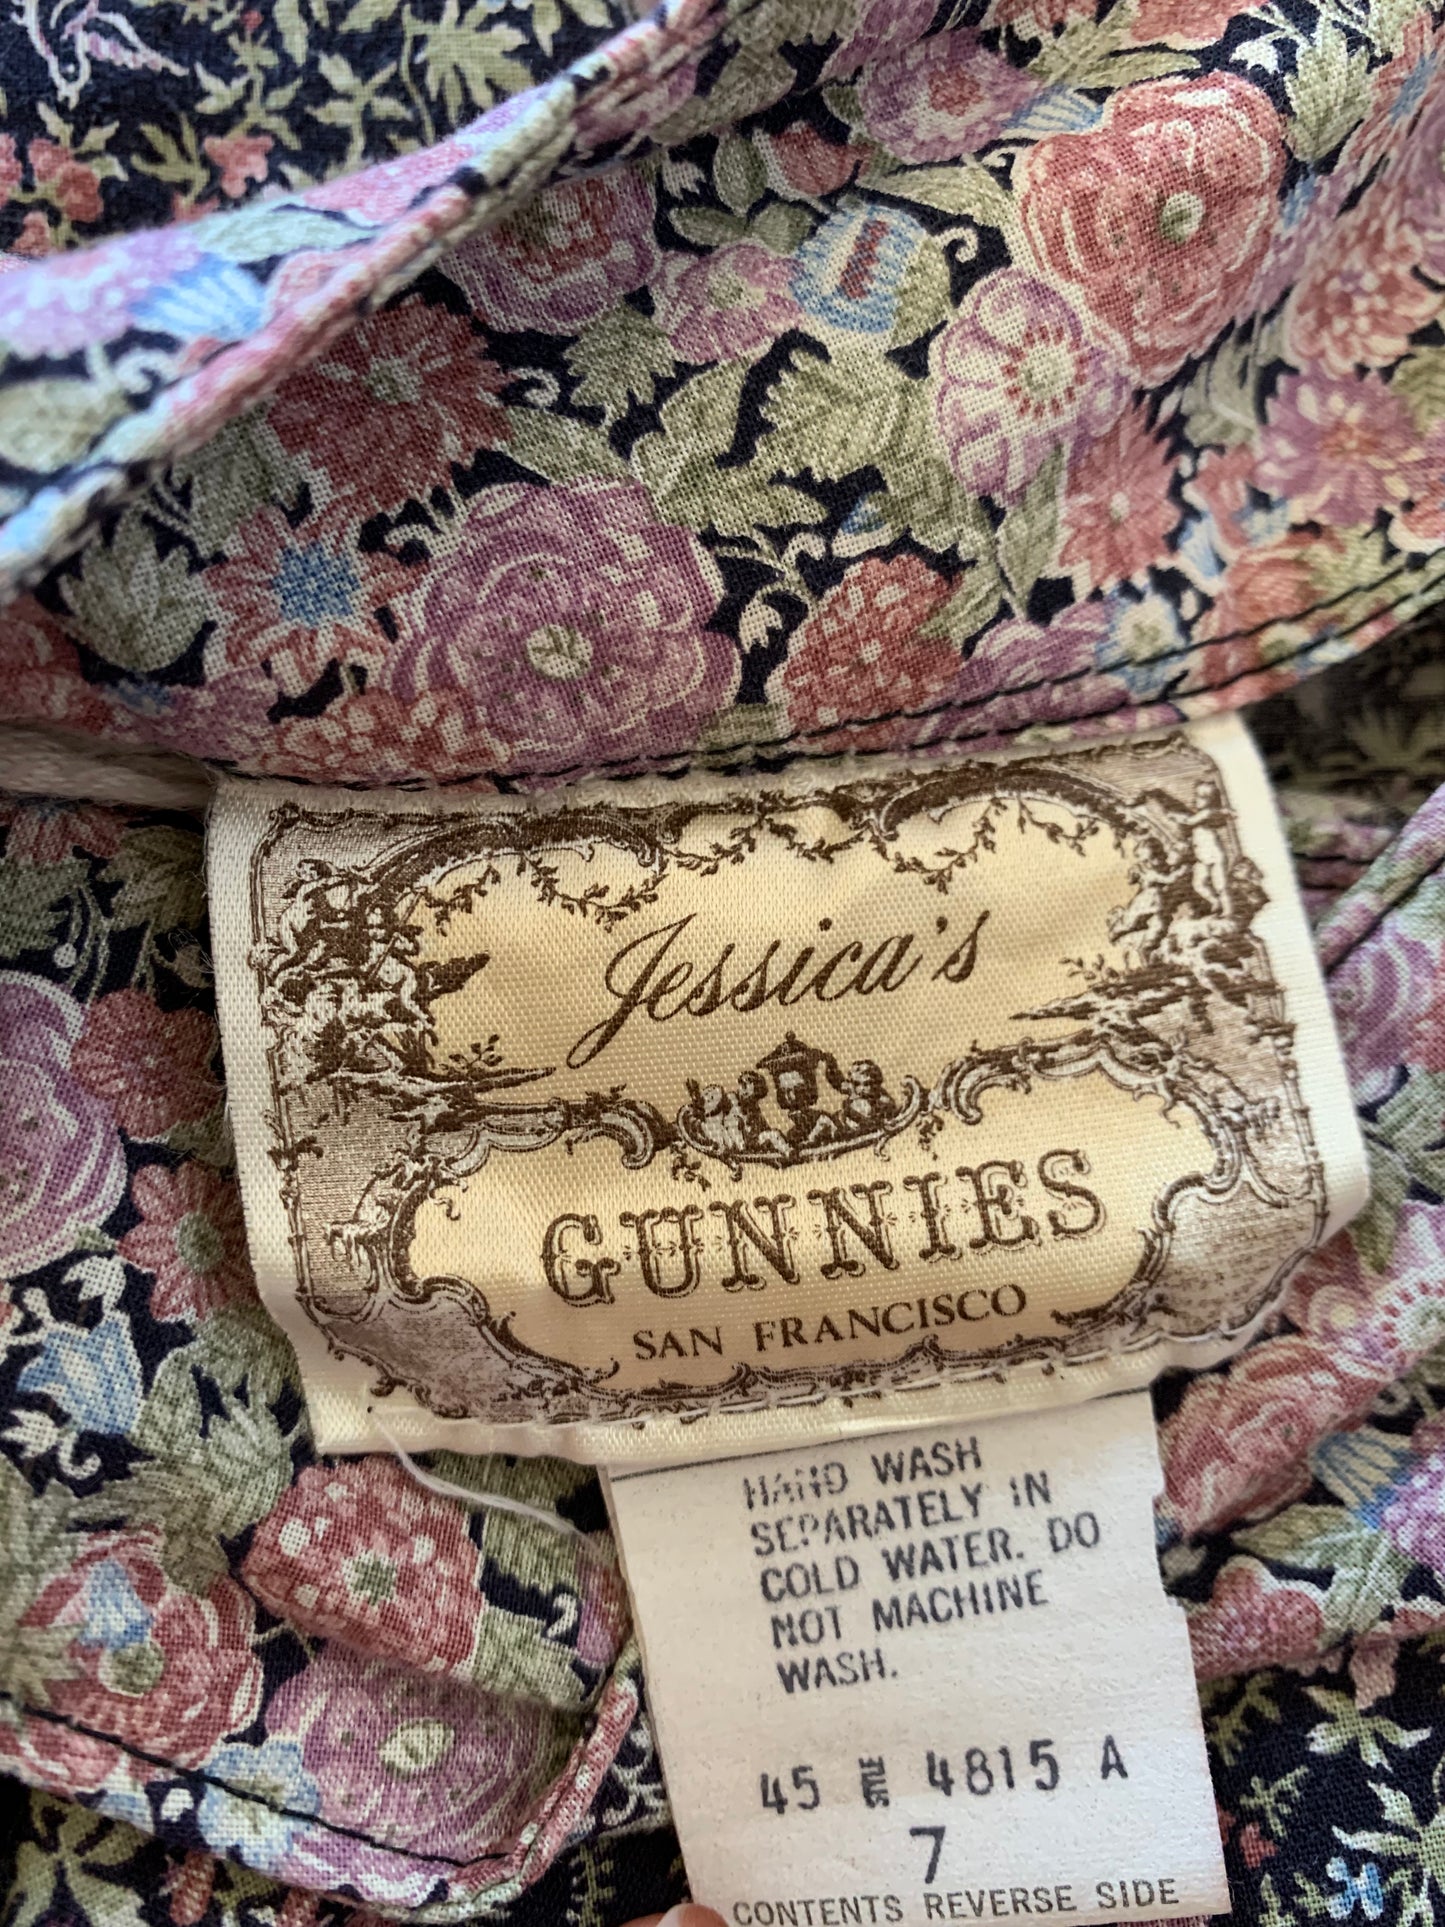 Jessica's
GUNNIES
SAN FRANCISCO
HAND WASH
SEPARATELY IN
COLD WATER. DO
NOT MACHINE
WASH.
45 STYLE 4815 A
7
CONTENTS REVERSE SIDE